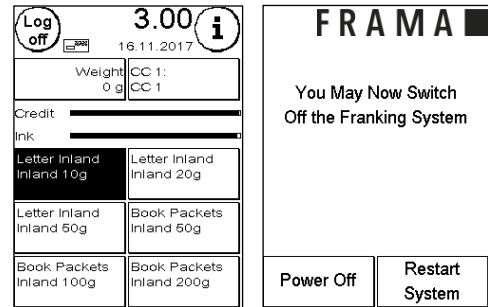 Log
off
3.00
16.11.2017
i
Weight
0 g
CC 1:
CC 1
Credit
Ink
Letter Inland
Inland 10g
Letter Inland
Inland 20g
Letter Inland
Inland 50g
Book Packets
Inland 50g
Book Packets
Inland 100g
Book Packets
Inland 200g
FRAMA
You May Now Switch
Off the Franking System
Power Off
Restart
System